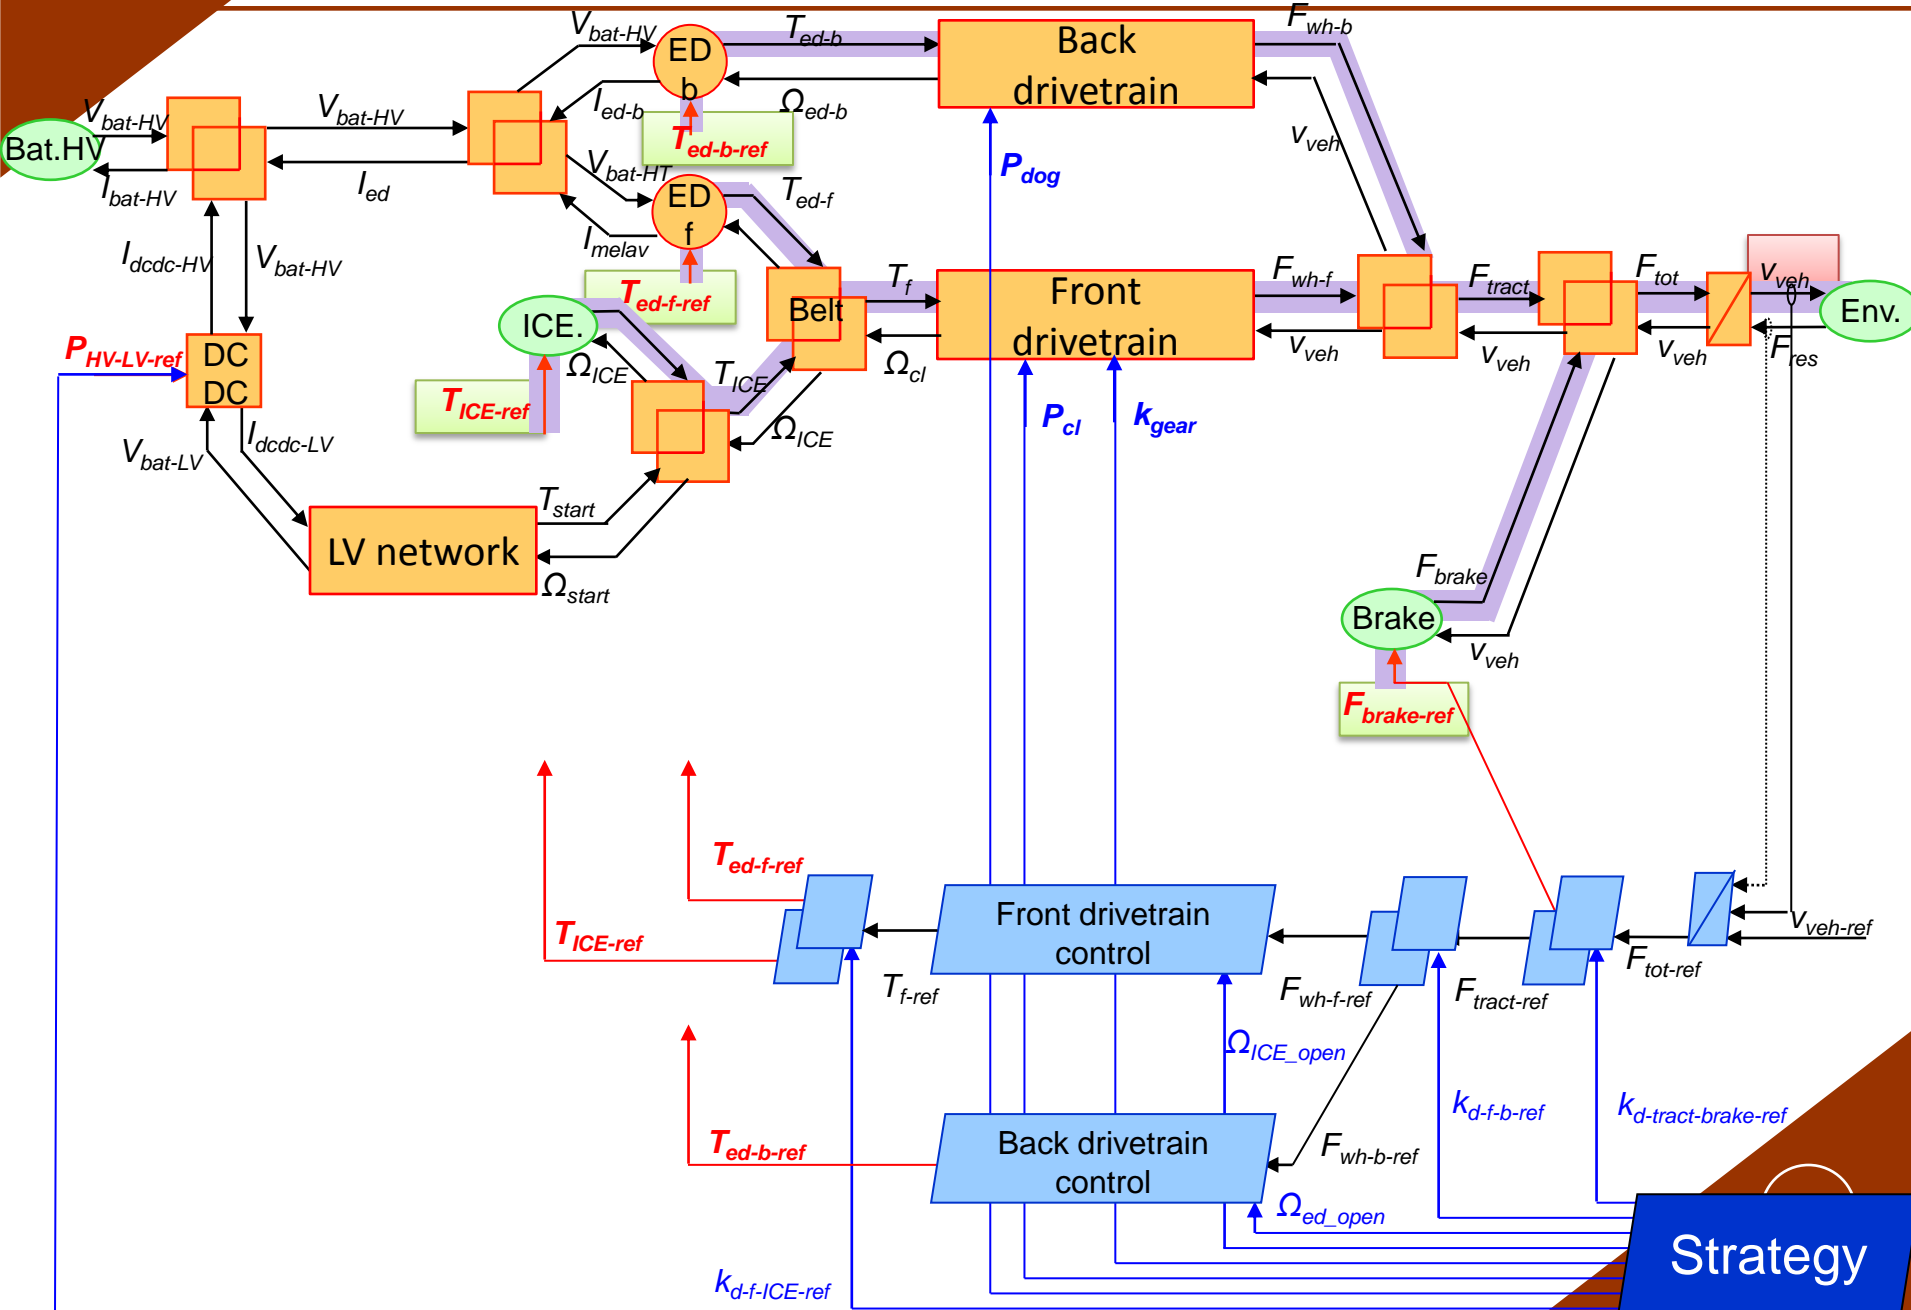 V_bat-HV
T_ed-b
F_wh-b
ED
b
Back
drivetrain
V_bat-HV
V_bat-HV
I_ed-b
Ω_ed-b
Bat.HV
T_ed-b-ref
V_veh
I_bat-HV
I_ed
V_bat-HT
P_dog
ED
f
T_ed-f
I_melav
I_dcdc-HV
V_bat-HV
T_ed-f-ref
T_f
Front
drivetrain
F_wh-f
F_tract
F_tot
V_veh
Belt
ICE.
Env.
P_HV-LV-ref
DC
DC
Ω_ICE
T_ICE
Ω_cl
V_veh
V_veh
V_veh
F_res
T_ICE-ref
P_cl
k_gear
V_bat-LV
I_dcdc-LV
Ω_ICE
T_start
LV network
Ω_start
F_brake
Brake
V_veh
F_brake-ref
T_ed-f-ref
Front drivetrain
control
T_ICE-ref
V_veh-ref
T_f-ref
F_wh-f-ref
F_tract-ref
F_tot-ref
Ω_ICE_open
k_d-f-b-ref
k_d-tract-brake-ref
T_ed-b-ref
Back drivetrain
control
F_wh-b-ref
Ω_ed_open
Strategy
k_d-f-ICE-ref